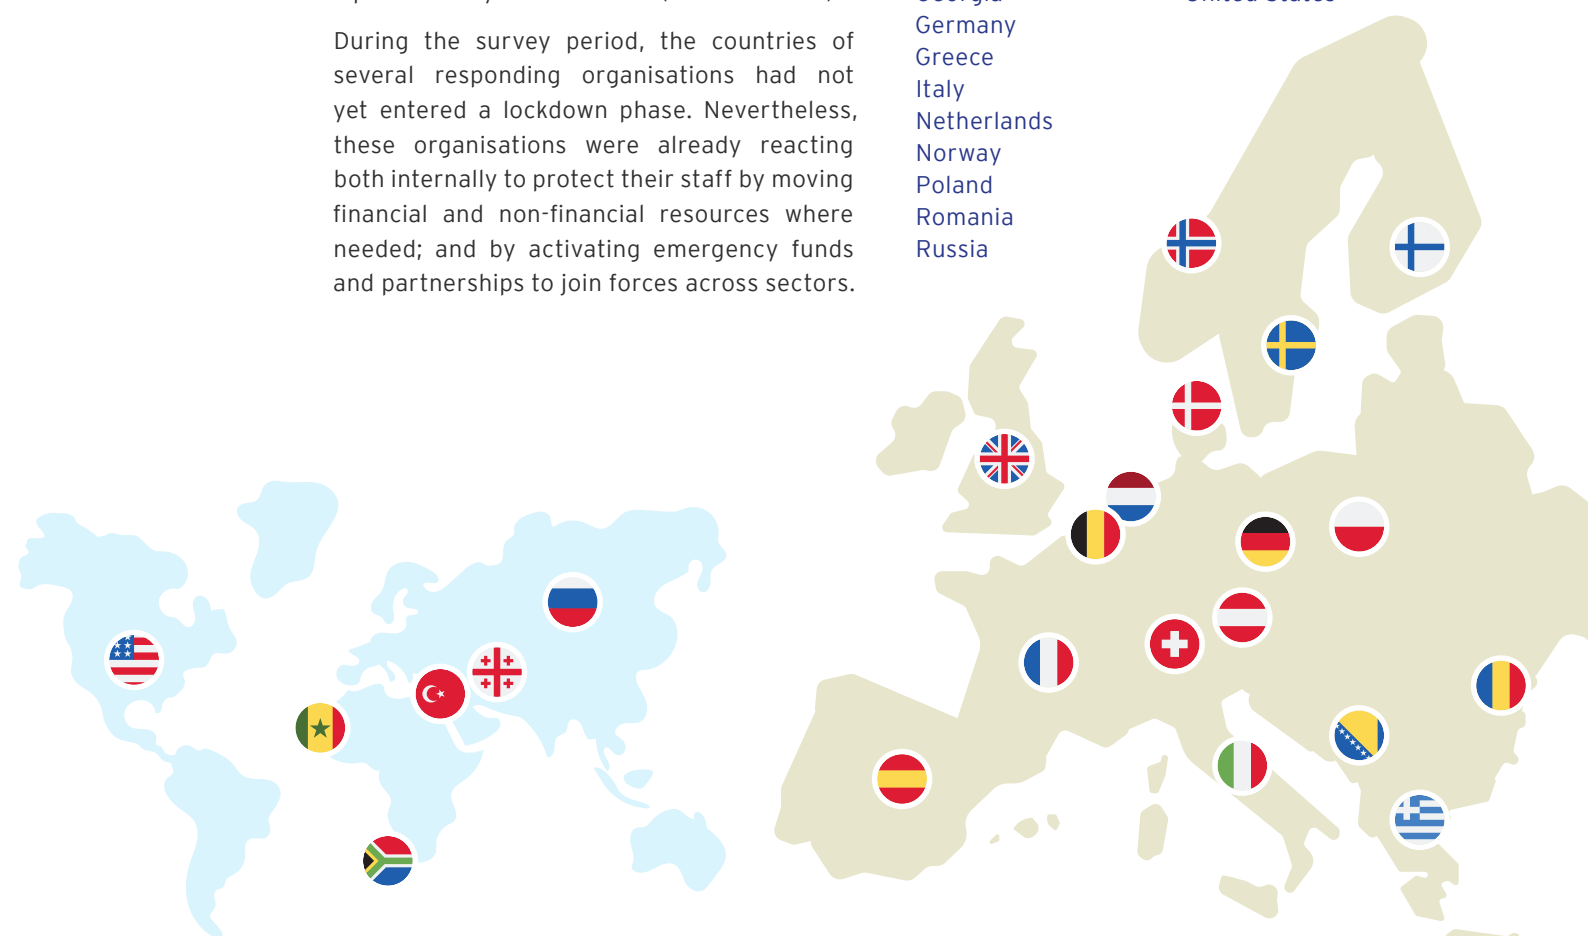 During the survey period, the countries of
several responding organisations had not
yet entered a lockdown phase. Nevertheless,
these organisations were already reacting
both internally to protect their staff by moving
financial and non-financial resources where
needed; and by activating emergency funds
and partnerships to join forces across sectors.
Georgia
Germany
Greece
Italy
Netherlands
Norway
Poland
Romania
Russia
United States